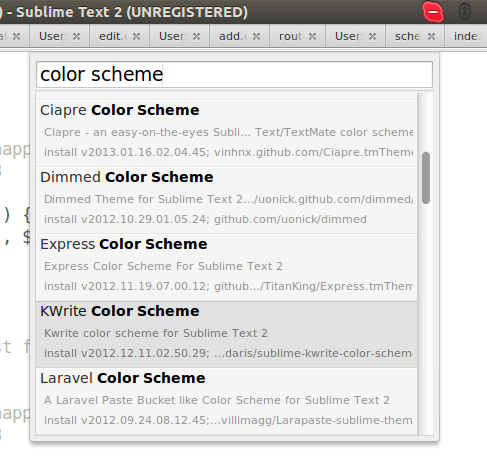 ) - Sublime Text 2 (UNREGISTERED)
al User edit. User add.c rout User sche index
color scheme
Ciapre Color Scheme
Ciapre - an easy-on-the-eyes Subli... Text/TextMate color scheme
install v2013.01.16.02.04.45; vinhnx.github.com/Ciapre.tmTheme
Dimmed Color Scheme
Dimmed Theme for Sublime Text 2.../uonick.github.com/dimmed/
install v2012.10.29.01.05.24; github.com/uonick/dimmed
Express Color Scheme
Express Color Scheme For Sublime Text 2
install v2012.11.19.07.00.12; github.../TitanKing/Express.tmThem
KWrite Color Scheme
Kwrite color scheme for Sublime Text 2
install v2012.12.11.02.50.29; ...daris/sublime-kwrite-color-scheme
Laravel Color Scheme
A Laravel Paste Bucket like Color Scheme for Sublime Text 2
install v2012.09.24.08.12.45;...villimagg/Larapaste-sublime-them